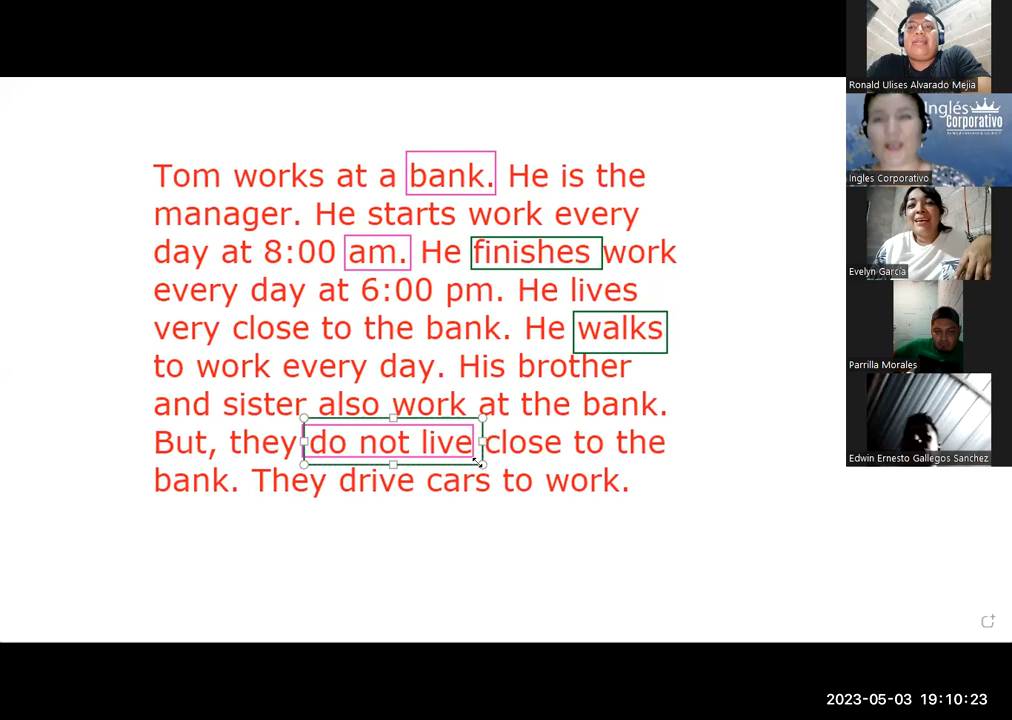 Tom works at a bank. He is the
manager. He starts work every
day at 8:00 am. He finishes work
every day at 6:00 pm. He lives
very close to the bank. He walks
to work every day. His brother
and sister also work at the bank.
But, they do not live close to the
bank. They drive cars to work.
Ronald Ulises Alvarado Mejia
Inglés
Corporativo
Ingles Corporativo
Evelyn Garcia
Parrilla Morales
Edwin Ernesto Gallegos Sanchez
2023-05-03 19:10:23